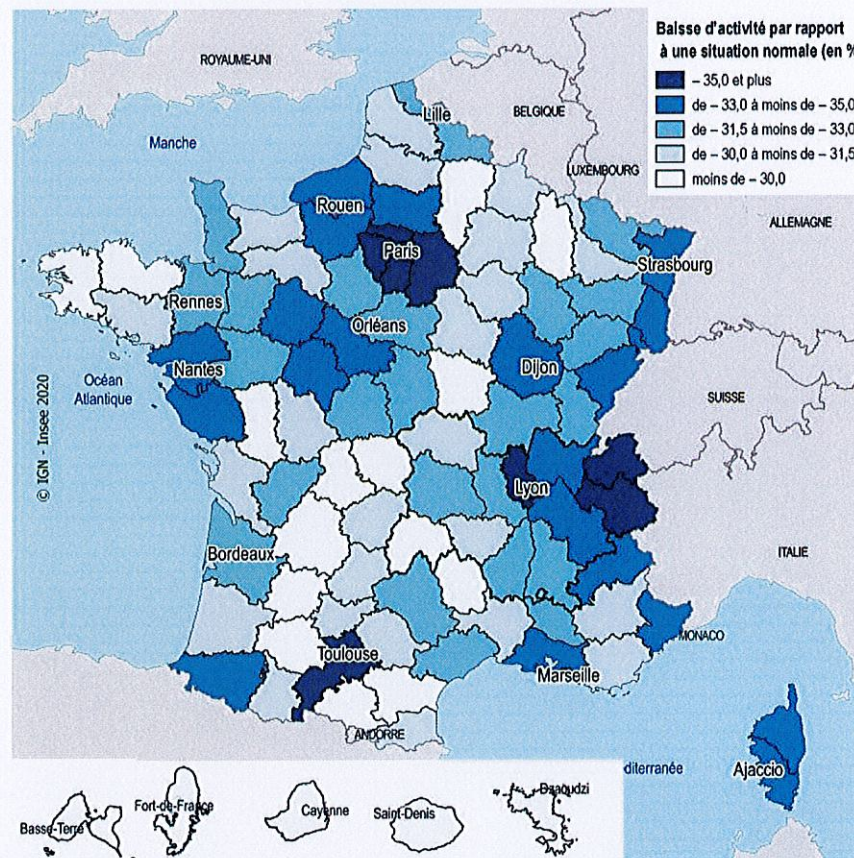 Baisse d'activité par rapport
à une situation normale (en %
– 35,0 et plus
de – 33,0 à moins de – 35,0
de – 31,5 à moins de – 33,0
de – 30,0 à moins de – 31,5
moins de – 30,0
ROYAUME-UNI
BELGIQUE
Lille
Manche
LUXEMBOURG
ALLEMAGNE
Rouen
Paris
Strasbourg
Rennes
Orléans
Nantes
Dijon
Océan
Atlantique
SUISSE
© IGN - Insee 2020
Lyon
Bordeaux
ITALIE
MONACO
Toulouse
Marseille
ANDORRE
diterranée
Ajaccio
Basse-Terre
Fort-de-France
Cayenne
Saint-Denis
Dzaoudzi